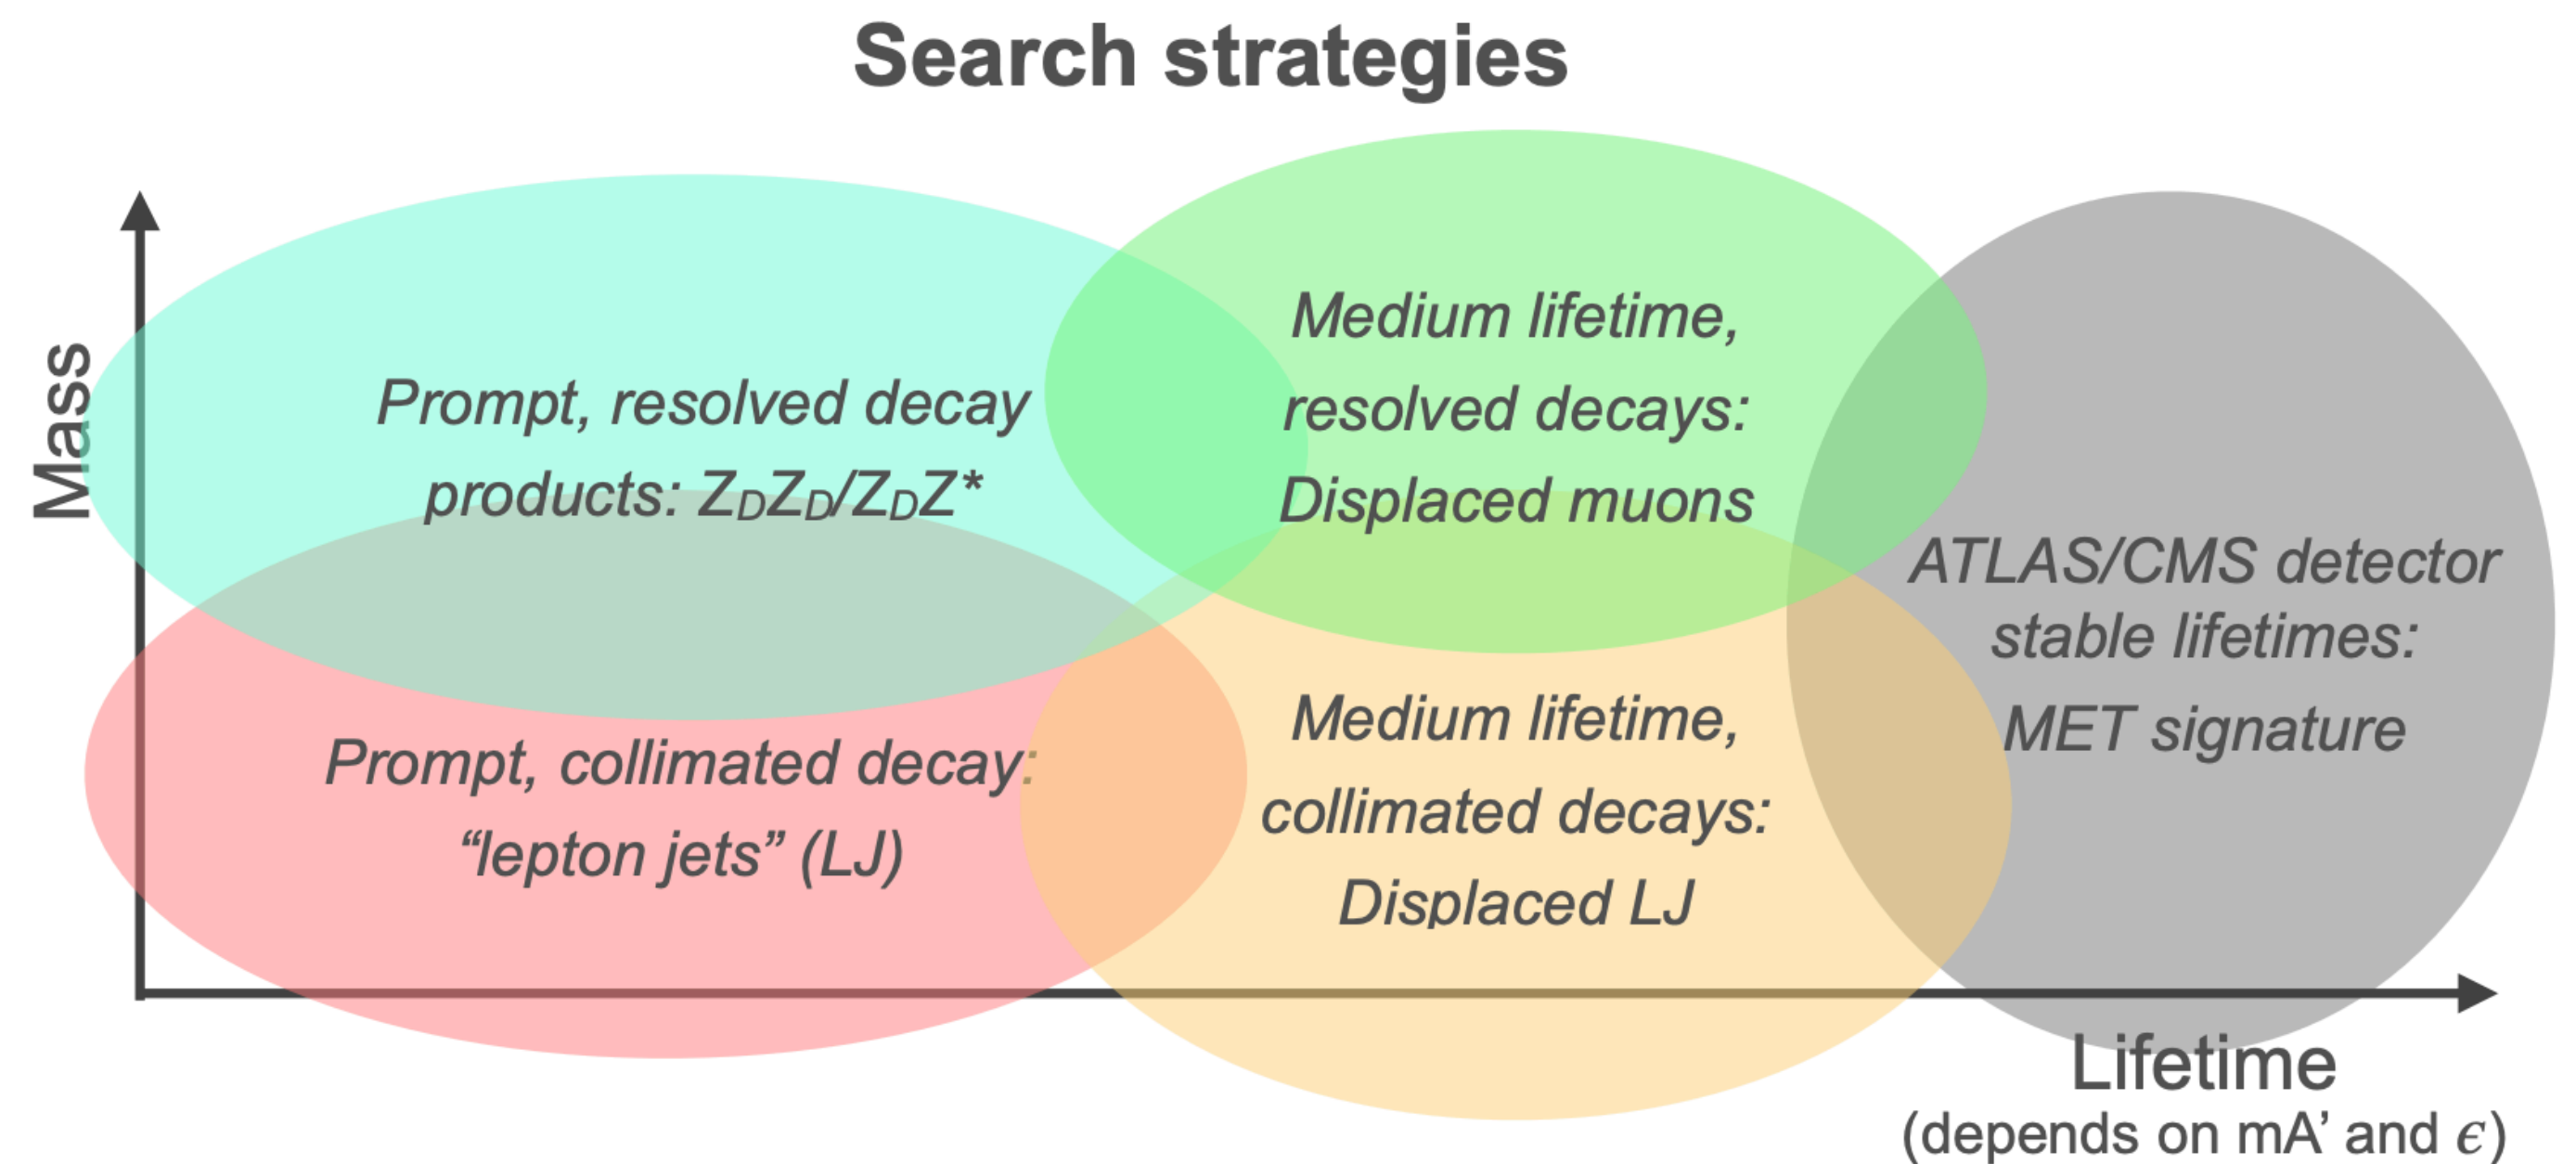 Search strategies
Mass
Prompt, resolved decay
products: ZDZD/ZDZ*
Medium lifetime,
resolved decays:
Displaced muons
ATLAS/CMS detector
stable lifetimes:
MET signature
Prompt, collimated decay:
“lepton jets” (LJ)
Medium lifetime,
collimated decays:
Displaced LJ
Lifetime
(depends on mA’ and ϵ)